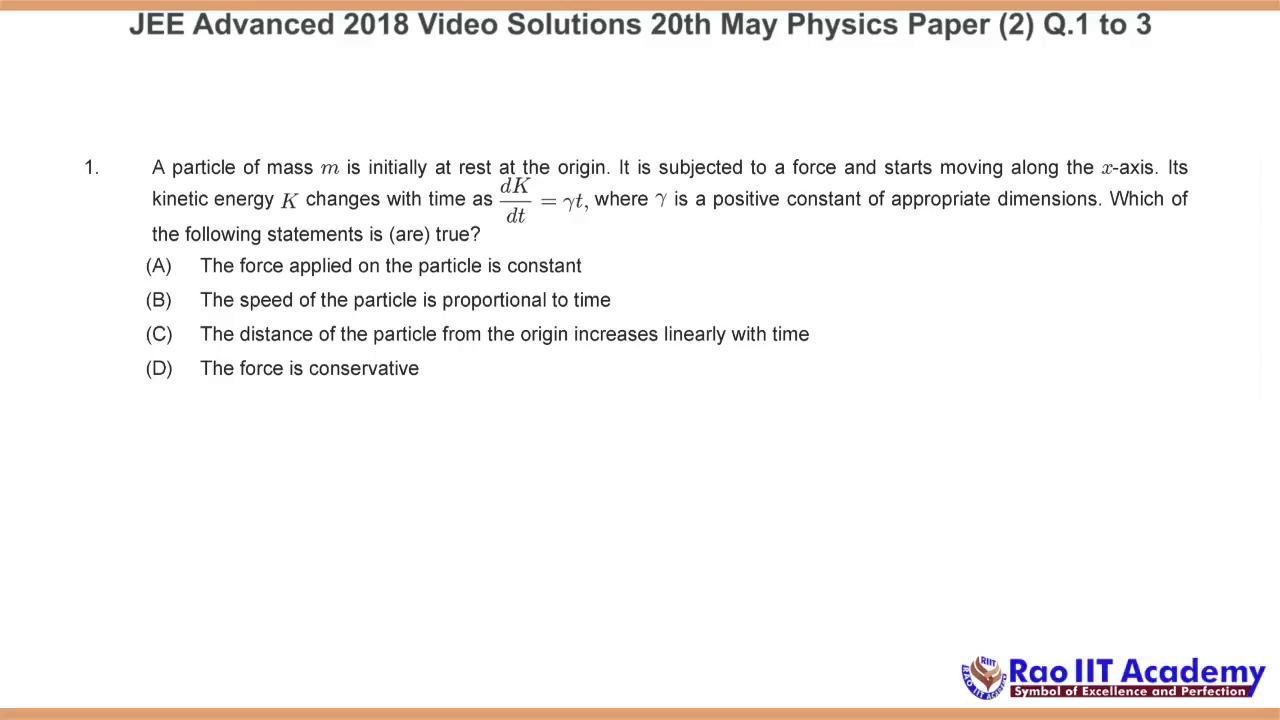 JEE Advanced 2018 Video Solutions 20th May Physics Paper (2) Q.1 to 3
1. A particle of mass m is initially at rest at the origin. It is subjected to a force and starts moving along the x-axis. Its
kinetic energy K changes with time as dK/dt = γt, where γ is a positive constant of appropriate dimensions. Which of
the following statements is (are) true?
(A) The force applied on the particle is constant
(B) The speed of the particle is proportional to time
(C) The distance of the particle from the origin increases linearly with time
(D) The force is conservative
RIIT
RAO IIT ACADEMY
Rao IIT Academy
Symbol of Excellence and Perfection